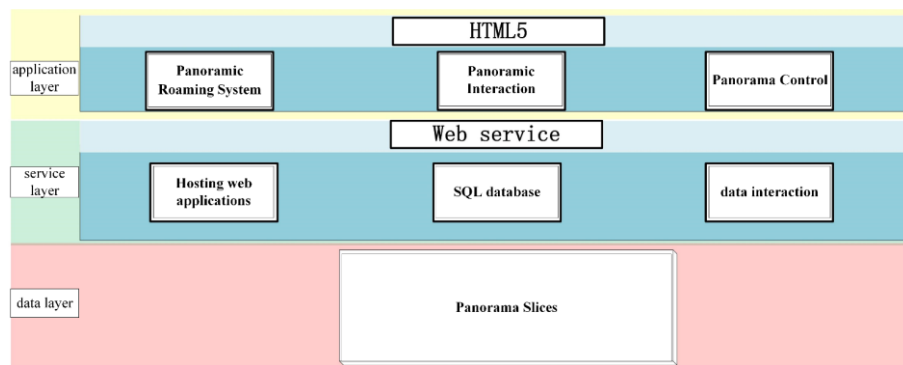 HTML5
application
layer
Panoramic
Roaming System
Panoramic
Interaction
Panorama Control
Web service
service
layer
Hosting web
applications
SQL database
data interaction
data layer
Panorama Slices